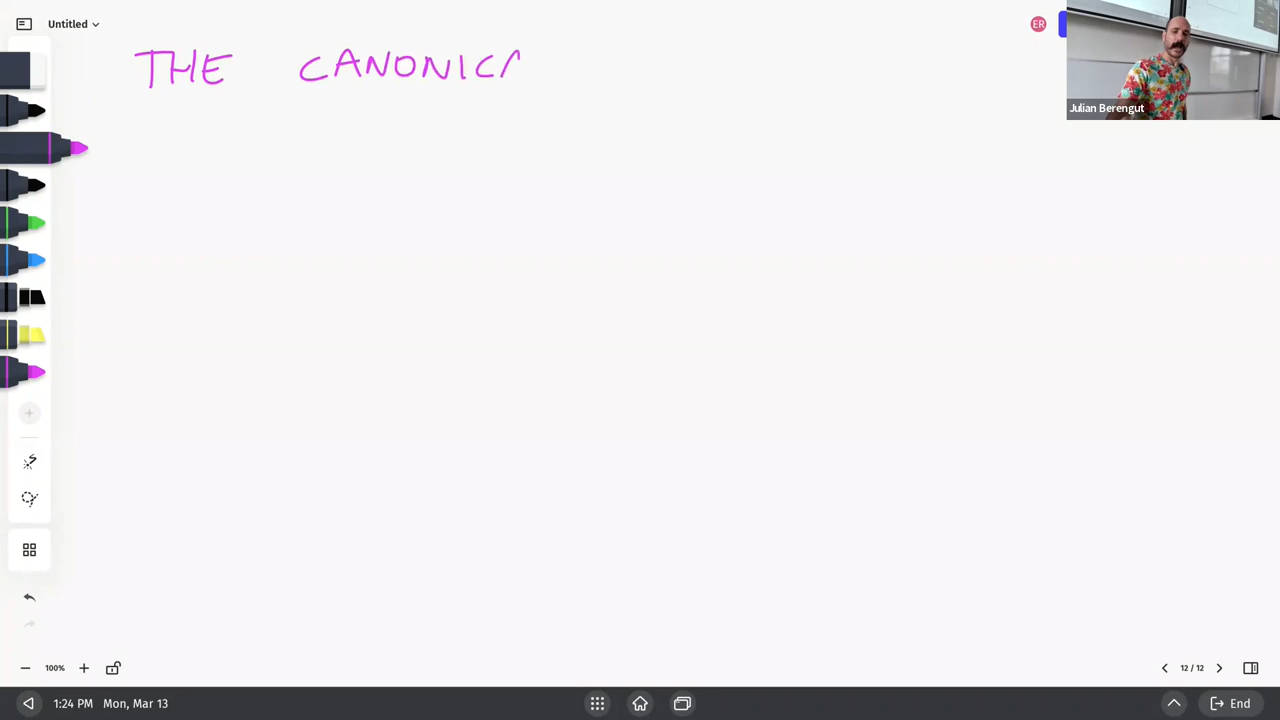 Untitled
ER
THE CANONIC
Julian Berengut
100%
12 / 12
1:24 PM Mon, Mar 13
End